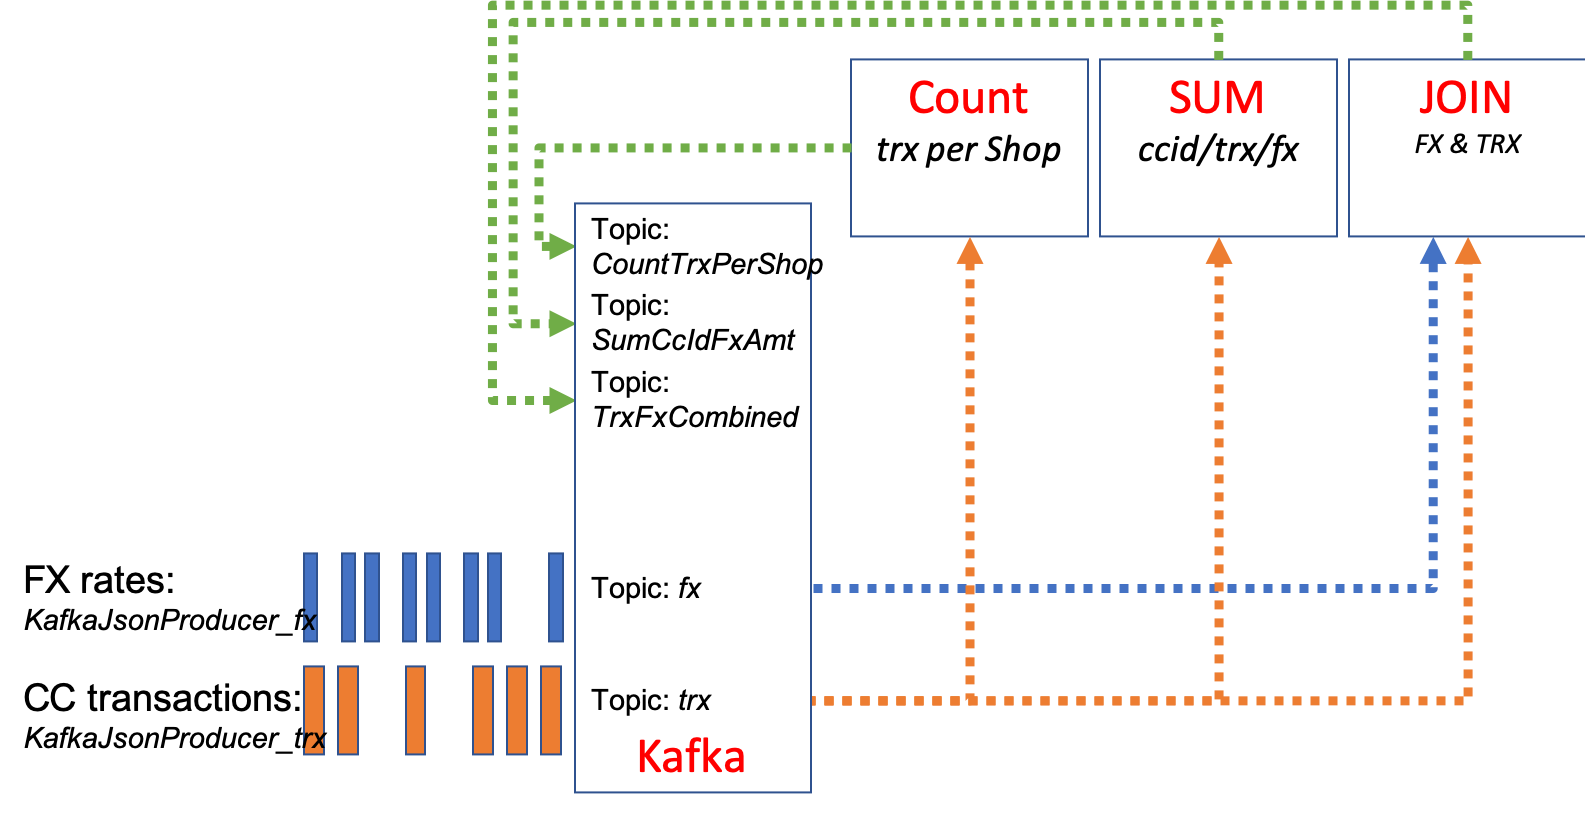 Count
trx per Shop
SUM
ccid/trx/fx
JOIN
FX & TRX
Topic:
CountTrxPerShop
Topic:
SumCcIdFxAmt
Topic:
TrxFxCombined
FX rates:
KafkaJsonProducer_fx
Topic: fx
CC transactions:
KafkaJsonProducer_trx
Topic: trx
Kafka